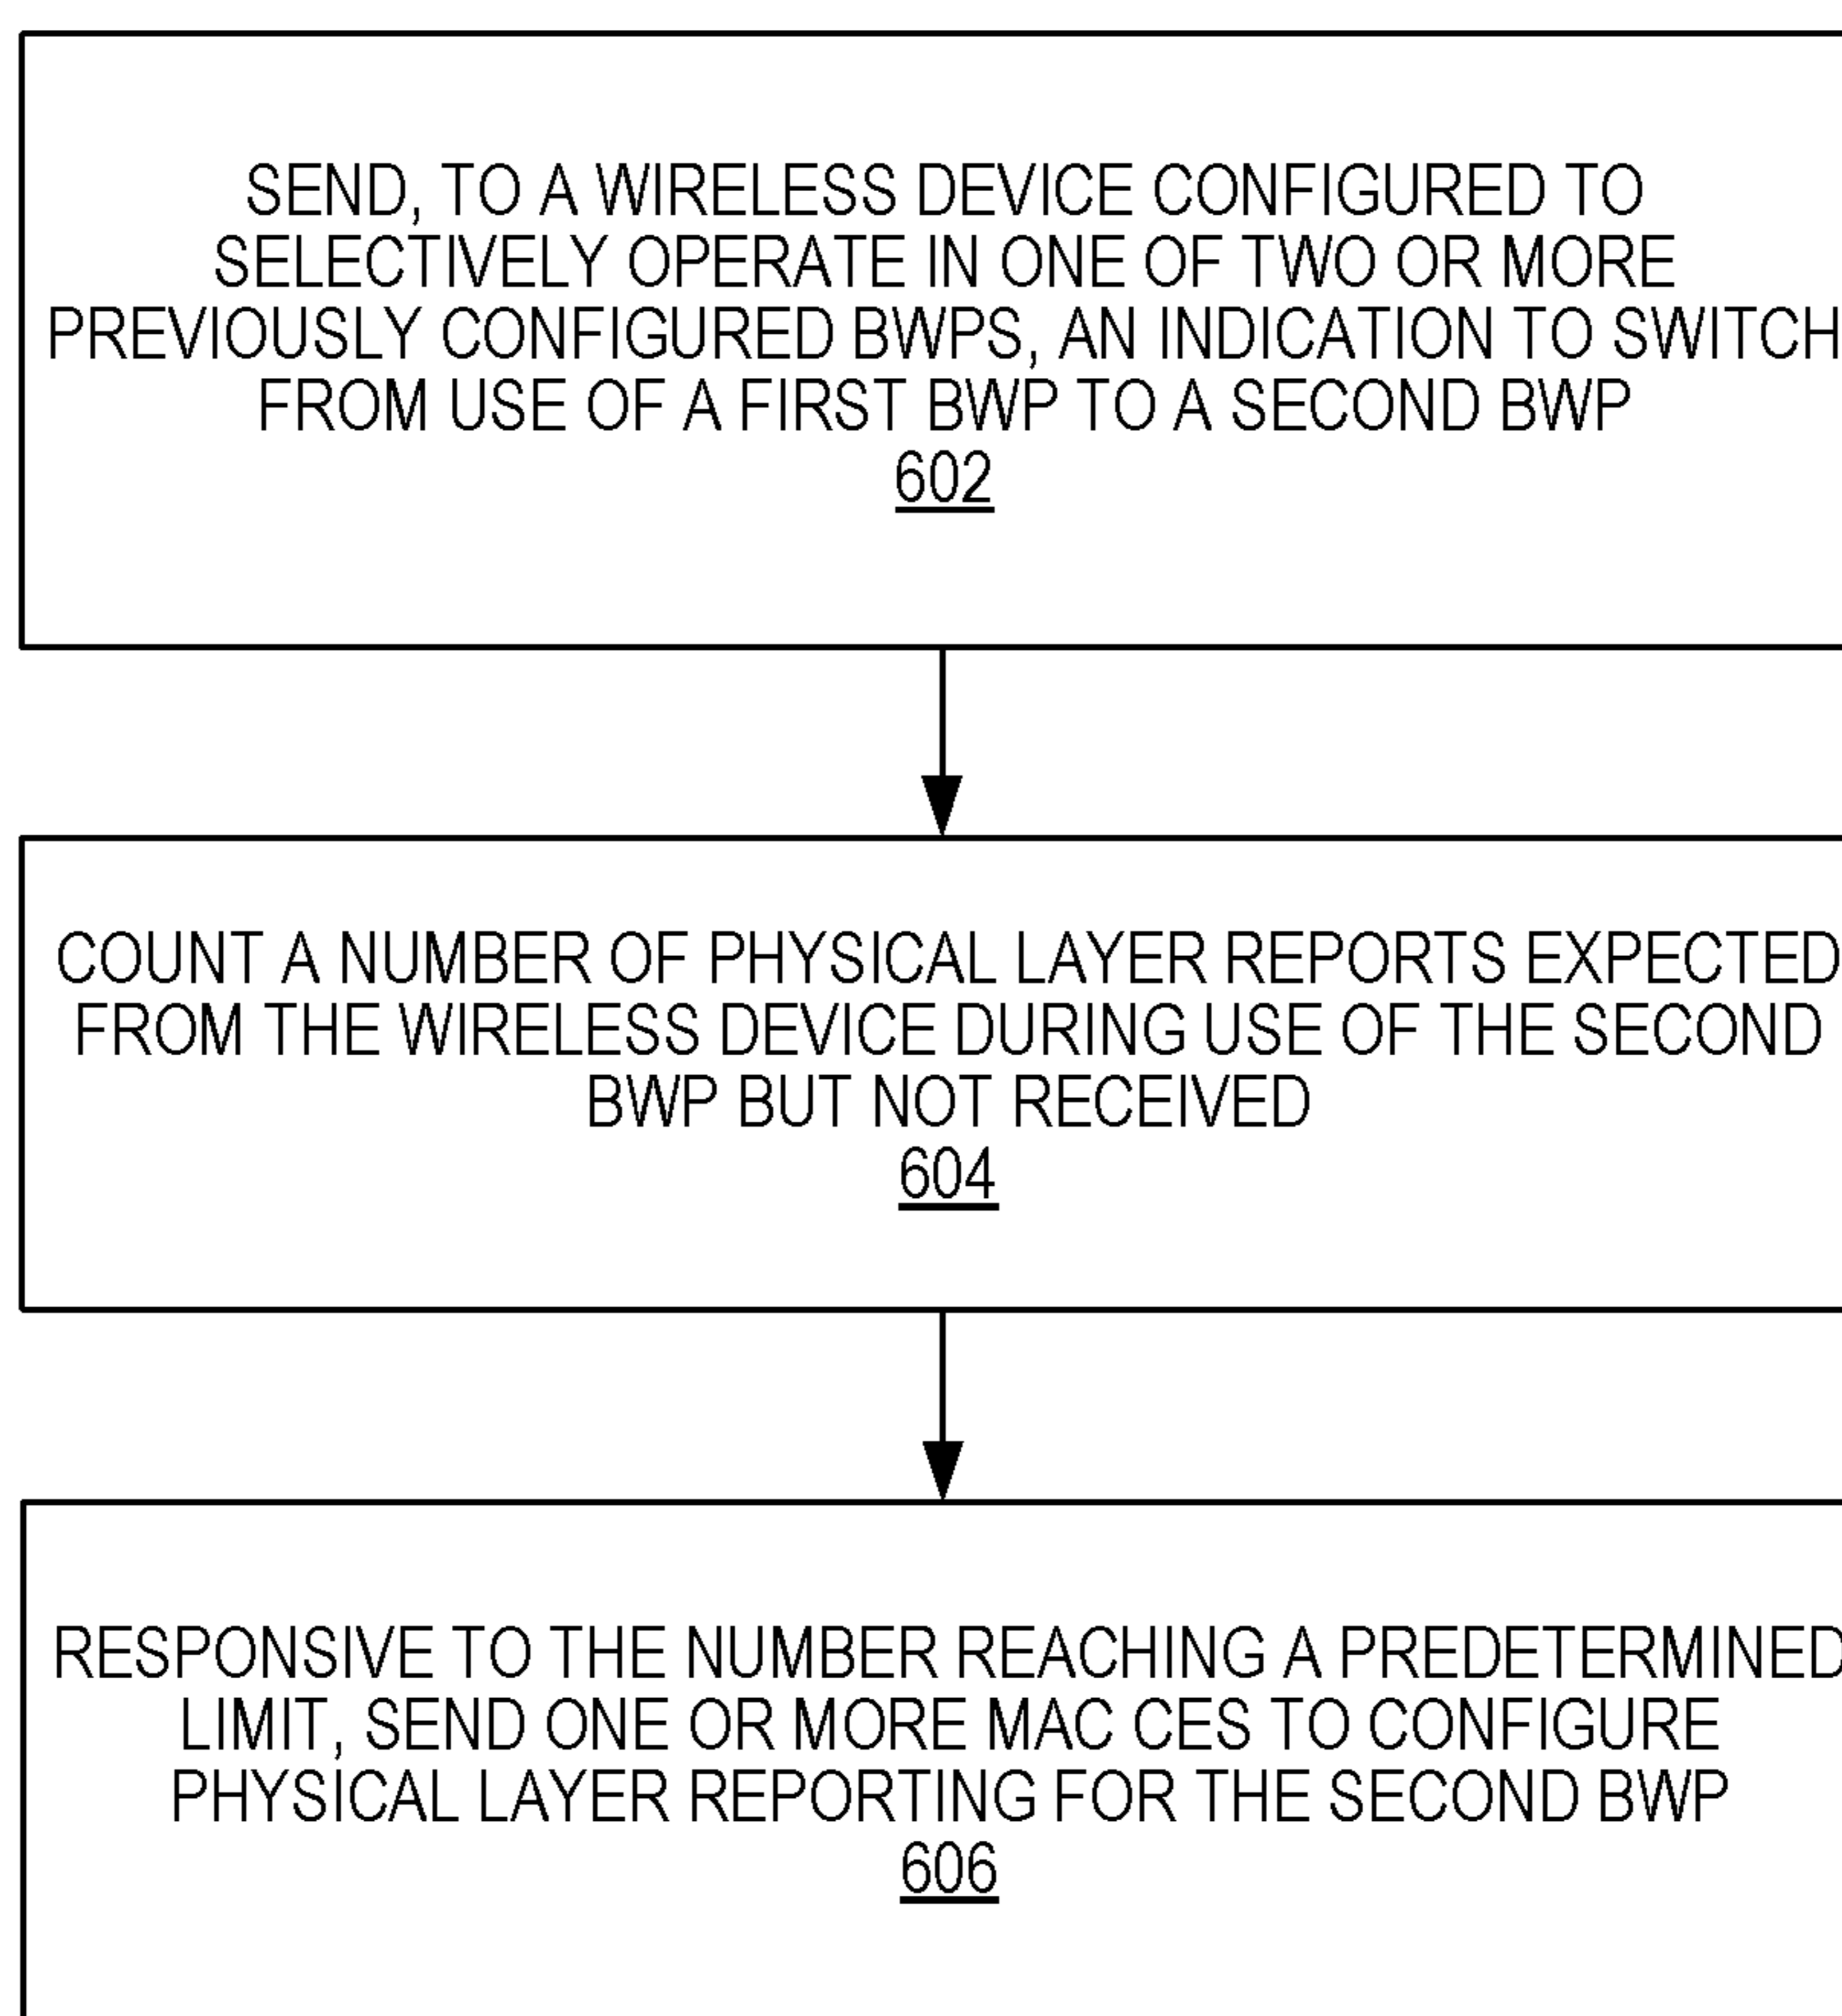 SEND, TO A WIRELESS DEVICE CONFIGURED TO
SELECTIVELY OPERATE IN ONE OF TWO OR MORE
PREVIOUSLY CONFIGURED BWPS, AN INDICATION TO SWITCH
FROM USE OF A FIRST BWP TO A SECOND BWP
602
COUNT A NUMBER OF PHYSICAL LAYER REPORTS EXPECTED
FROM THE WIRELESS DEVICE DURING USE OF THE SECOND
BWP BUT NOT RECEIVED
604
RESPONSIVE TO THE NUMBER REACHING A PREDETERMINED
LIMIT, SEND ONE OR MORE MAC CES TO CONFIGURE
PHYSICAL LAYER REPORTING FOR THE SECOND BWP
606